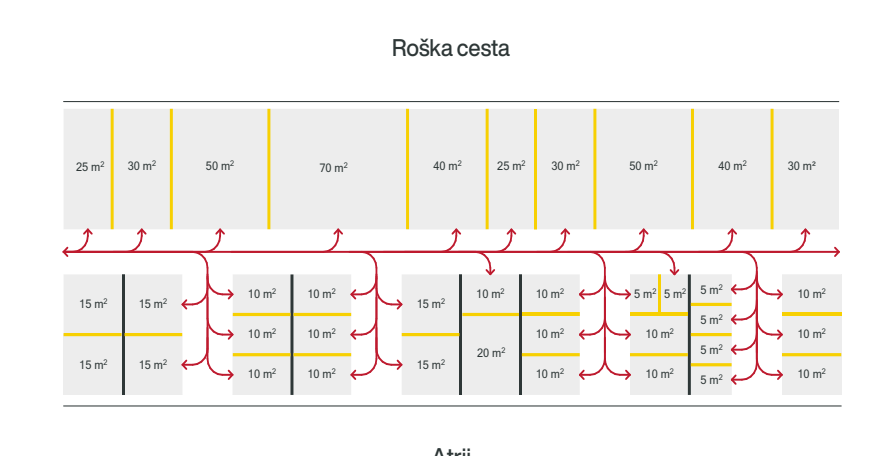 Roška cesta
25 m² 30 m² 50 m² 70 m² 40 m² 25 m² 30 m² 50 m² 40 m² 30 m²
15 m² 15 m² 10 m² 10 m² 15 m² 10 m² 10 m² 5 m² 5 m² 5 m² 10 m²
5 m²
10 m² 10 m² 10 m² 10 m² 10 m²
20 m² 5 m²
15 m² 15 m² 10 m² 10 m² 15 m² 10 m² 10 m² 5 m² 10 m²
Atrij